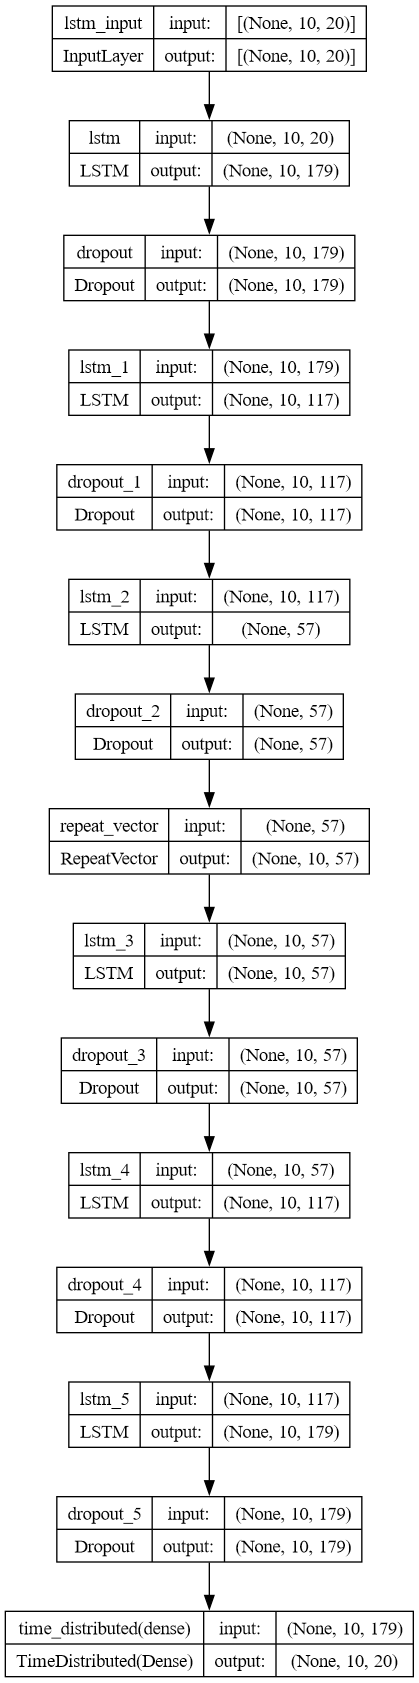 lstm_input input: [(None, 10, 20)]
InputLayer output: [(None, 10, 20)]
lstm input: (None, 10, 20)
LSTM output: (None, 10, 179)
dropout input: (None, 10, 179)
Dropout output: (None, 10, 179)
lstm_1 input: (None, 10, 179)
LSTM output: (None, 10, 117)
dropout_1 input: (None, 10, 117)
Dropout output: (None, 10, 117)
lstm_2 input: (None, 10, 117)
LSTM output: (None, 57)
dropout_2 input: (None, 57)
Dropout output: (None, 57)
repeat_vector input: (None, 57)
RepeatVector output: (None, 10, 57)
lstm_3 input: (None, 10, 57)
LSTM output: (None, 10, 57)
dropout_3 input: (None, 10, 57)
Dropout output: (None, 10, 57)
lstm_4 input: (None, 10, 57)
LSTM output: (None, 10, 117)
dropout_4 input: (None, 10, 117)
Dropout output: (None, 10, 117)
lstm_5 input: (None, 10, 117)
LSTM output: (None, 10, 179)
dropout_5 input: (None, 10, 179)
Dropout output: (None, 10, 179)
time_distributed(dense) input: (None, 10, 179)
TimeDistributed(Dense) output: (None, 10, 20)